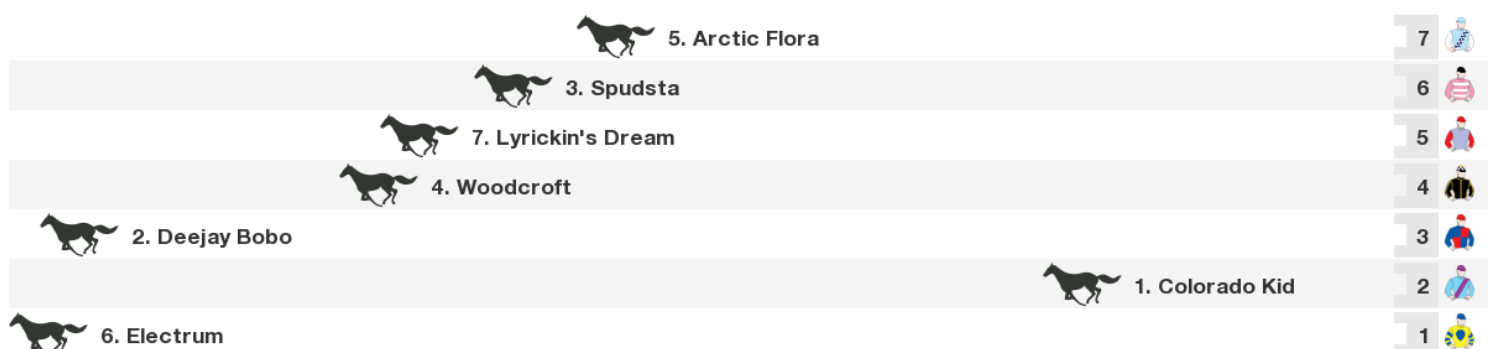 5. Arctic Flora 7
3. Spudsta 6
7. Lyrickin's Dream 5
4. Woodcroft 4
2. Deejay Bobo 3
1. Colorado Kid 2
6. Electrum 1